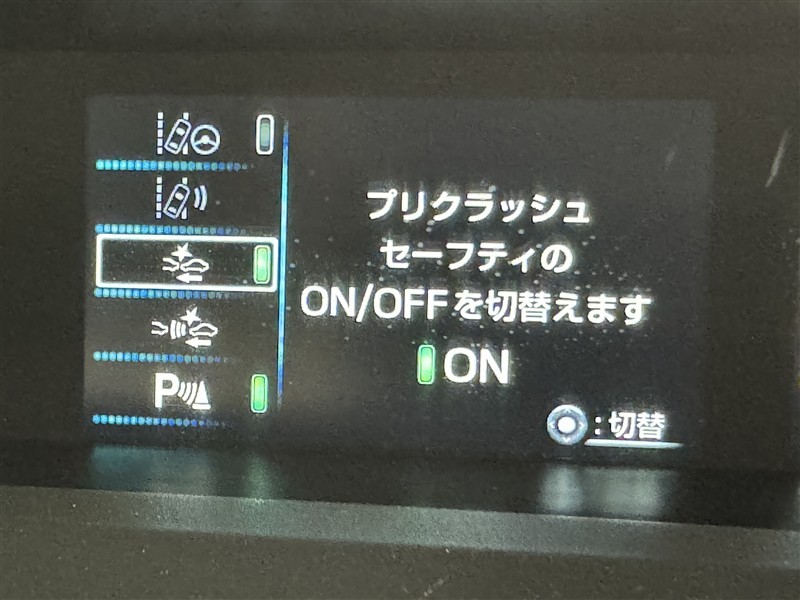 プリクラッシュ
セーフティの
ON/OFFを切替えます
ON
P
:切替